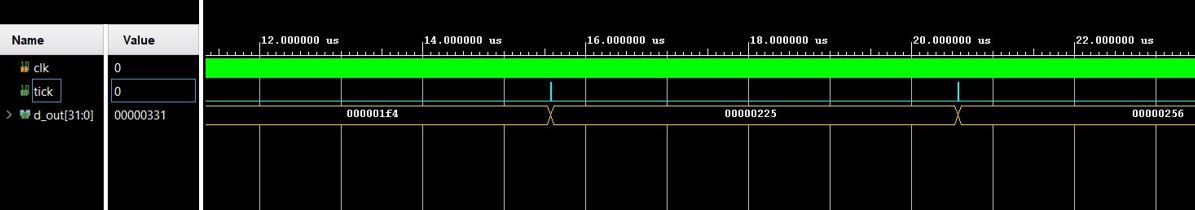 Name Value
12.000000 us 14.000000 us 16.000000 us 18.000000 us 20.000000 us 22.000000 us
clk 0
tick 0
d_out[31:0] 00000331 000001f4 00000225 00000256